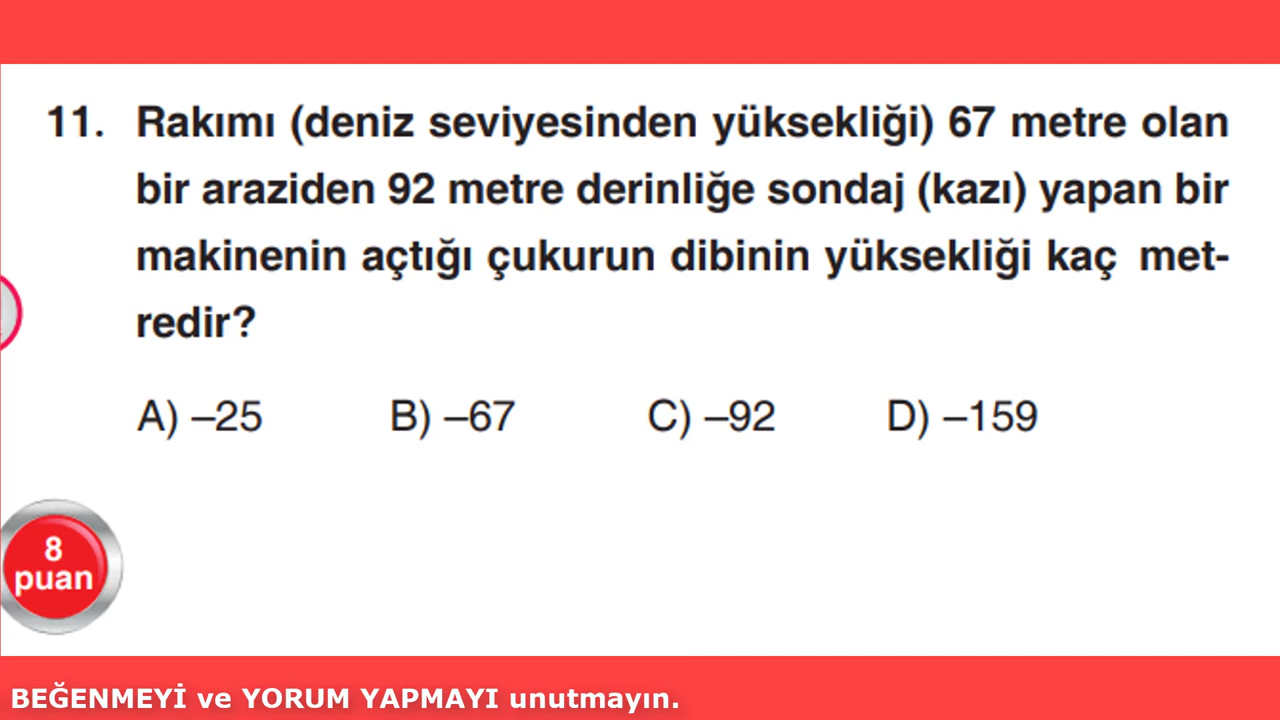 11. Rakımı (deniz seviyesinden yüksekliği) 67 metre olan
bir araziden 92 metre derinliğe sondaj (kazı) yapan bir
makinenin açtığı çukurun dibinin yüksekliği kaç met-
redir?
A) –25 B) –67 C) –92 D) –159
8
puan
BEĞENMEYİ ve YORUM YAPMAYI unutmayın.